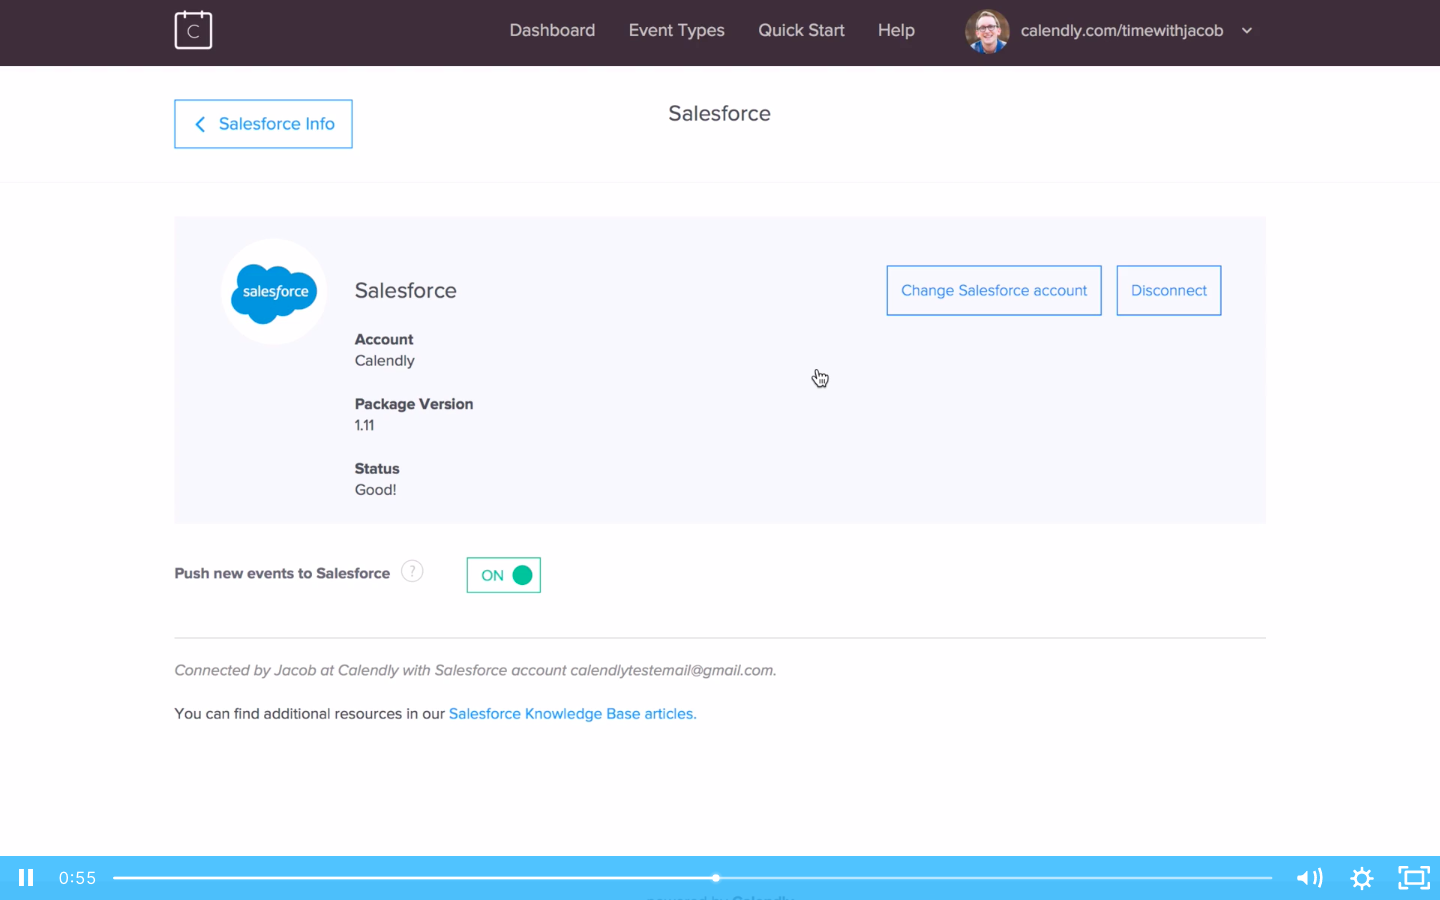 C
Dashboard
Event Types
Quick Start
Help
calendly.com/timewithjacob
Salesforce Info
Salesforce
salesforce
Salesforce
Change Salesforce account
Disconnect
Account
Calendly
Package Version
1.11
Status
Good!
Push new events to Salesforce ?
ON
Connected by Jacob at Calendly with Salesforce account calendlytestemail@gmail.com.
You can find additional resources in our Salesforce Knowledge Base articles.
0:55